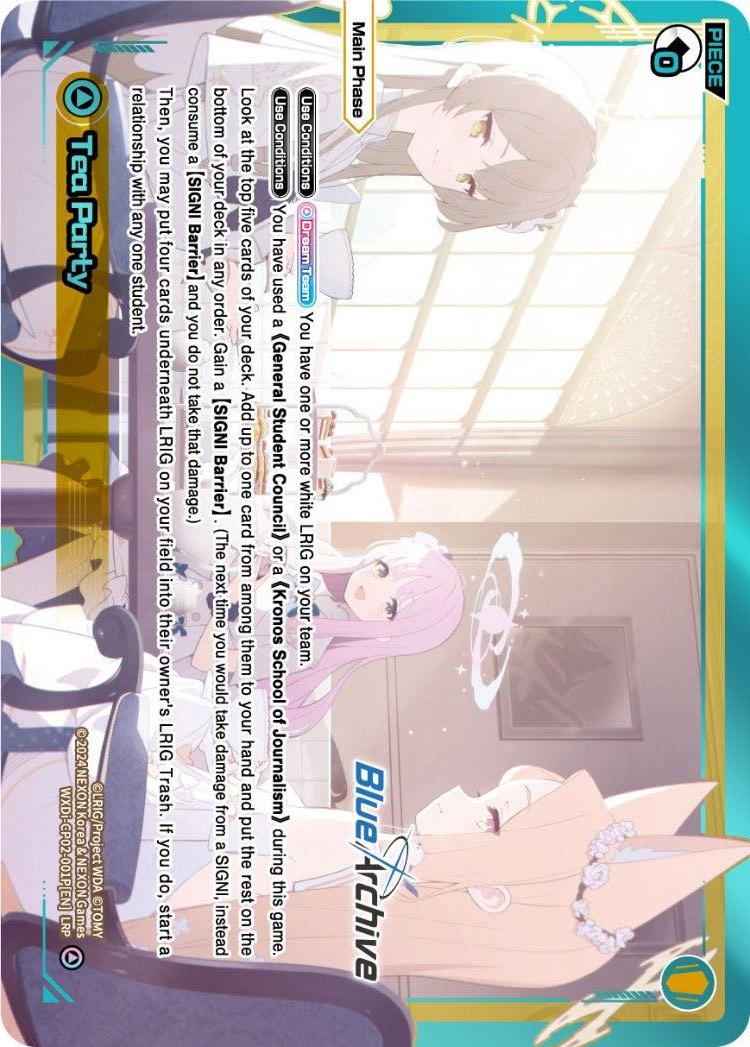 PIECE
0
Main Phase
Blue Archive
Use Conditions Dream Team You have one or more white LRIG on your team.
Use Conditions You have used a 《General Student Council》 or a 《Kronos School of Journalism》 during this game.
Look at the top five cards of your deck. Add up to one card from among them to your hand and put the rest on the
bottom of your deck in any order. Gain a 【SIGNI Barrier】. (The next time you would take damage from a SIGNI, instead
consume a 【SIGNI Barrier】 and you do not take that damage.)
Then, you may put four cards underneath LRIG on your field into their owner's LRIG Trash. If you do, start a
relationship with any one student.
Tea Party
©LRIG/Project WDA ©TOMY
©2024 NEXON Korea & NEXON Games
WXDi-CP02-001P[EN] LRP